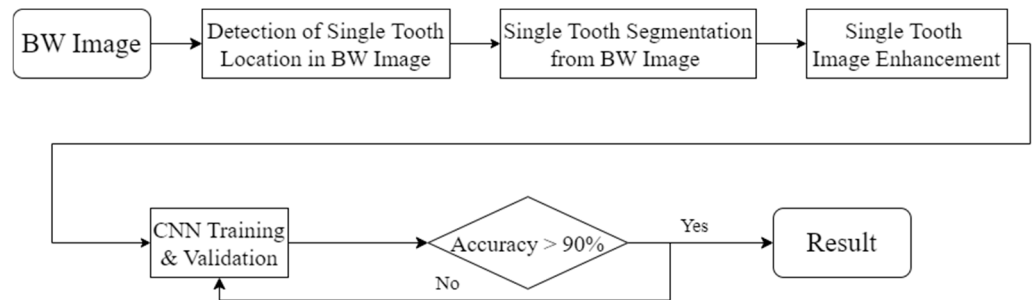 BW Image
Detection of Single Tooth
Location in BW Image
Single Tooth Segmentation
from BW Image
Single Tooth
Image Enhancement
CNN Training
& Validation
Accuracy > 90%
Yes
No
Result